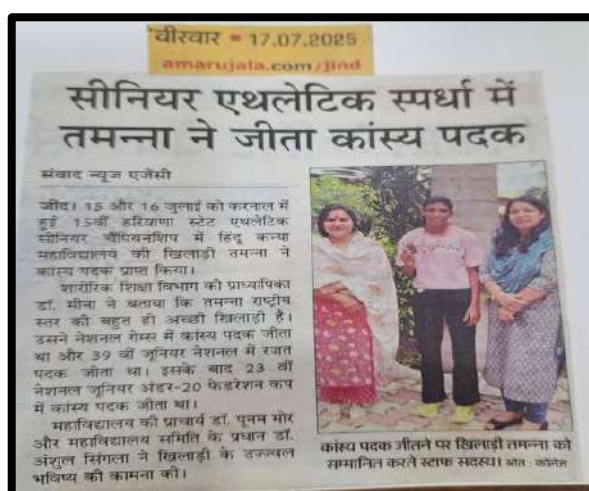 वीरवार • 17.07.2025
amarujala.com/jind
सीनियर एथलेटिक स्पर्धा में
तमन्ना ने जीता कांस्य पदक
संवाद न्यूज एजेंसी
जींद। 15 और 16 जुलाई को करनाल में
हुई 15वीं हरियाणा स्टेट एथलेटिक
सीनियर चैंपियनशिप में हिंदू कन्या
महाविद्यालय की खिलाड़ी तमन्ना ने
कांस्य पदक प्राप्त किया।
शारीरिक शिक्षा विभाग की प्राध्यापिका
डॉ. मीना ने बताया कि तमन्ना राष्ट्रीय
स्तर की बहुत ही अच्छी खिलाड़ी है।
उसने नेशनल गेम्स में कांस्य पदक जीता
था और 39 वीं जूनियर नेशनल में रजत
पदक जीता था। इसके बाद 23 वीं
नेशनल जूनियर अंडर-20 फेडरेशन कप
में कांस्य पदक जीता था।
महाविद्यालय की प्राचार्य डॉ. पूनम मोर
और महाविद्यालय समिति के प्रधान डॉ.
अंशुल सिंगला ने खिलाड़ी के उज्ज्वल
भविष्य की कामना की।
कांस्य पदक जीतने पर खिलाड़ी तमन्ना को
सम्मानित करते स्टाफ सदस्य। स्रोत : कॉलेज